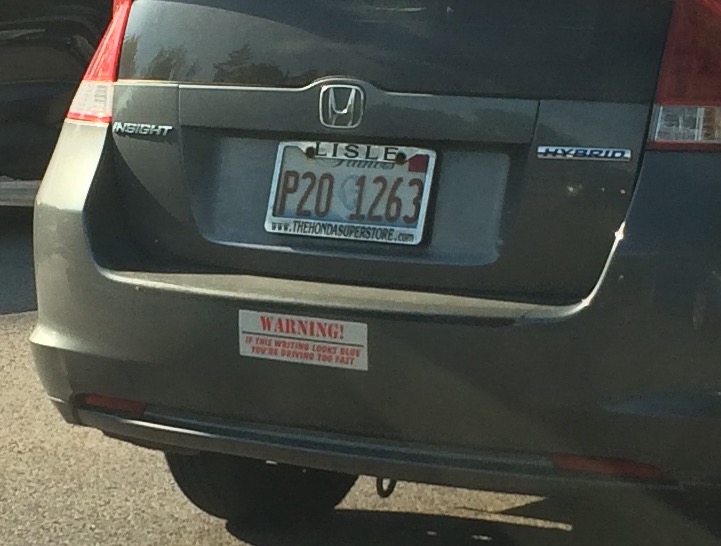 INSIGHT
HYBRID
LISLE
Illinois
P20 1263
www.THEHONDASUPERSTORE.com
WARNING!
IF THIS WRITING LOOKS BLUE
YOU'RE DRIVING TOO FAST